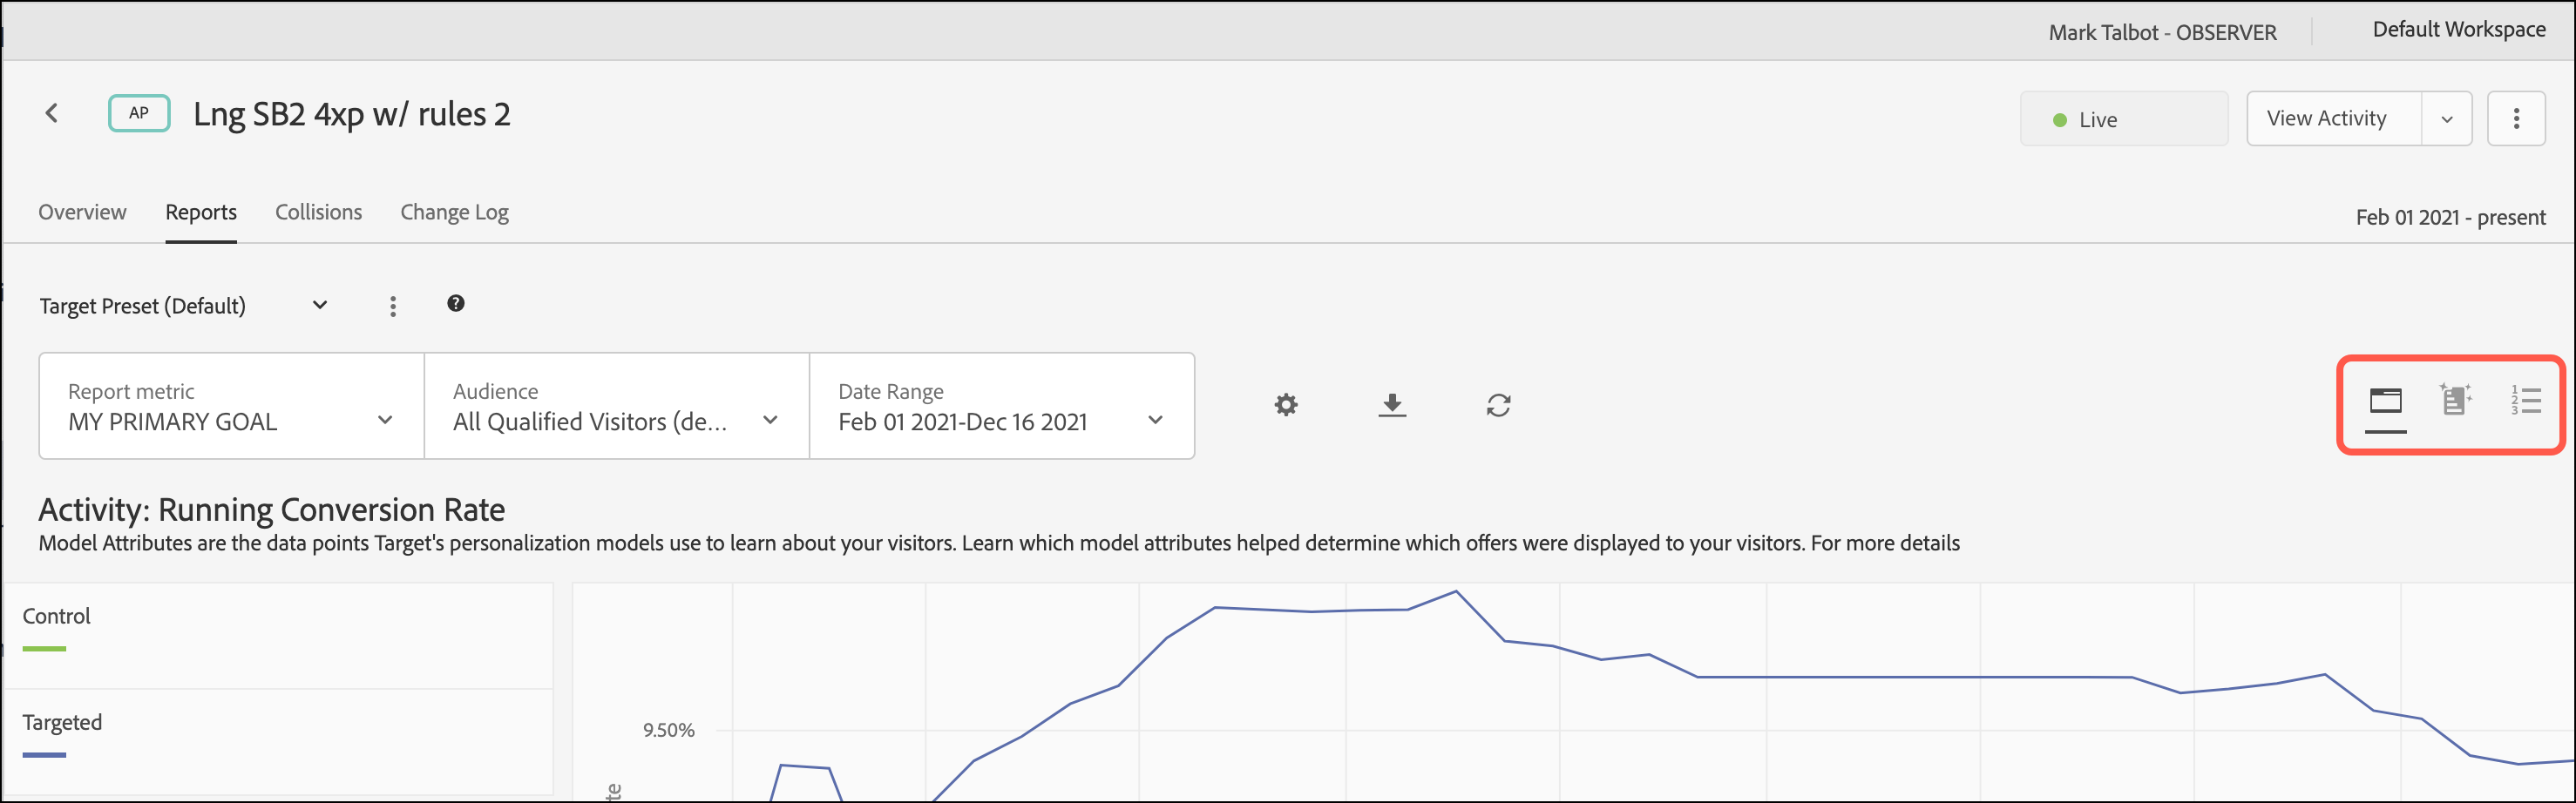 Mark Talbot - OBSERVER
Default Workspace
AP
Lng SB2 4xp w/ rules 2
Live
View Activity
Overview
Reports
Collisions
Change Log
Feb 01 2021 - present
Target Preset (Default)
?
Report metric
MY PRIMARY GOAL
Audience
All Qualified Visitors (de...
Date Range
Feb 01 2021-Dec 16 2021
1
2
3
Activity: Running Conversion Rate
Model Attributes are the data points Target's personalization models use to learn about your visitors. Learn which model attributes helped determine which offers were displayed to your visitors. For more details
Control
Targeted
9.50%